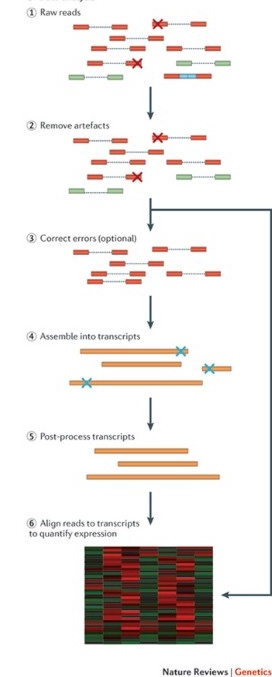 ① Raw reads
② Remove artefacts
③ Correct errors (optional)
④ Assemble into transcripts
⑤ Post-process transcripts
⑥ Align reads to transcripts
to quantify expression
Nature Reviews | Genetics